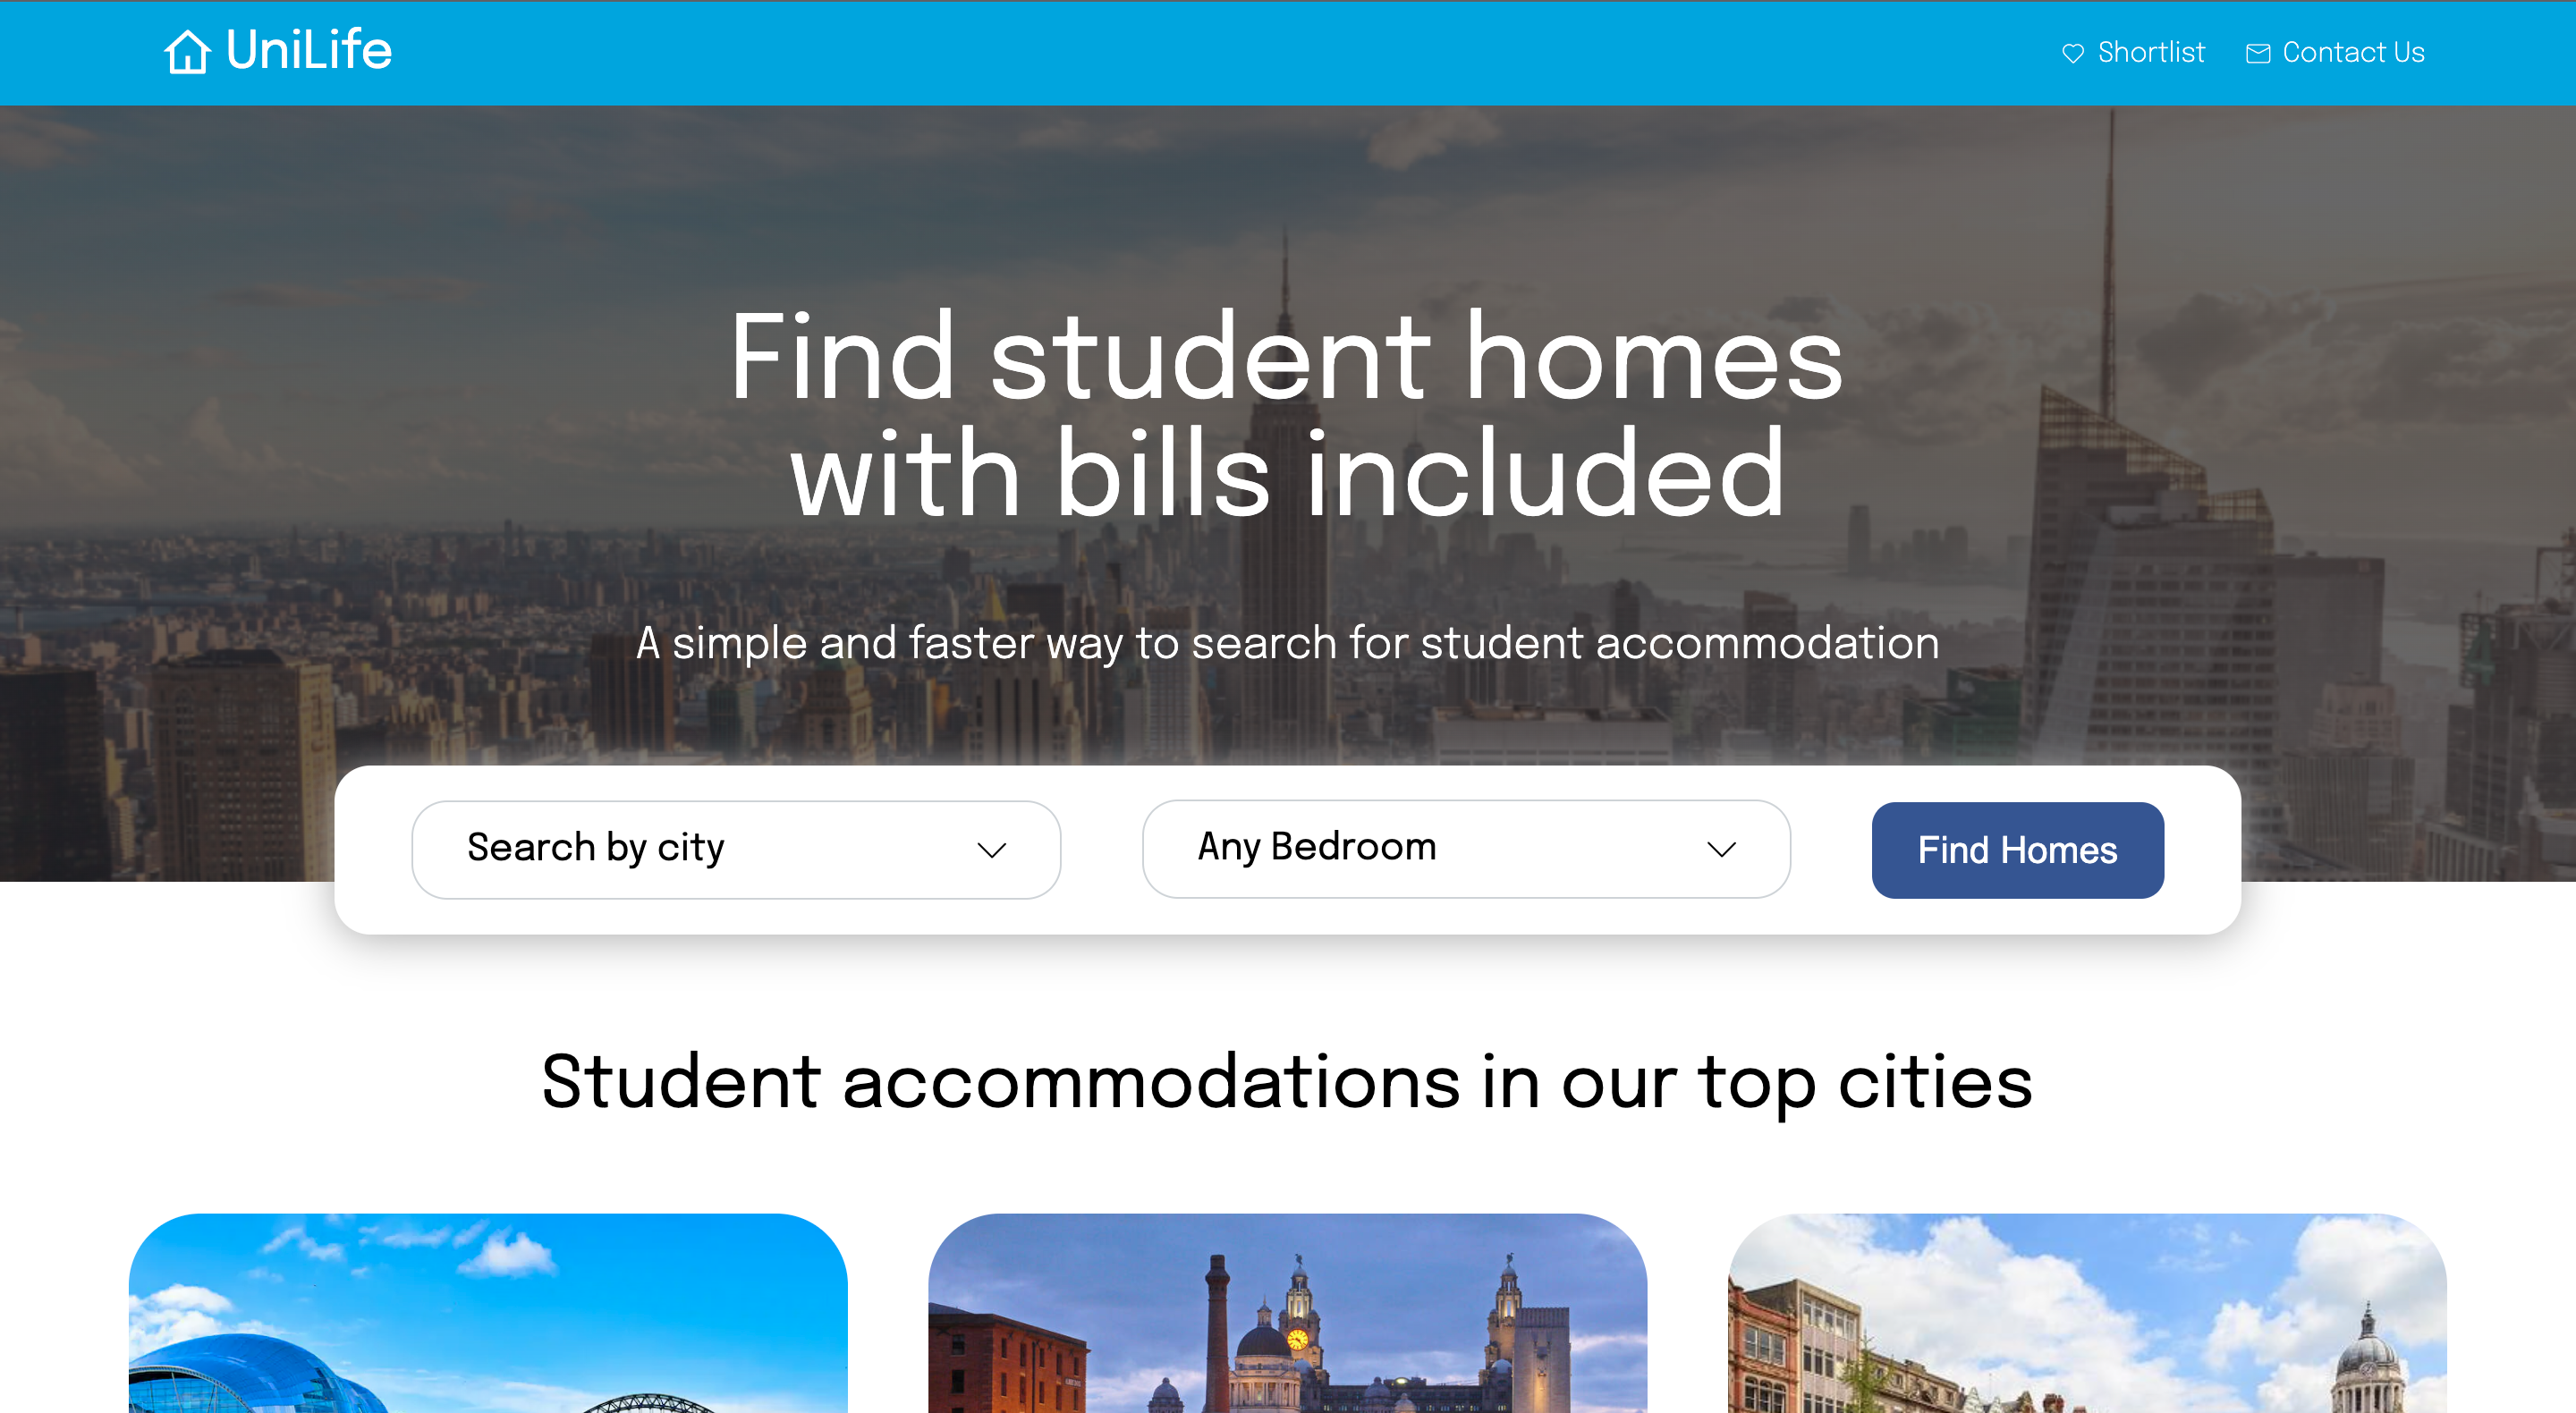 UniLife
Shortlist
Contact Us
Find student homes
with bills included
A simple and faster way to search for student accommodation
Search by city
Any Bedroom
Find Homes
Student accommodations in our top cities